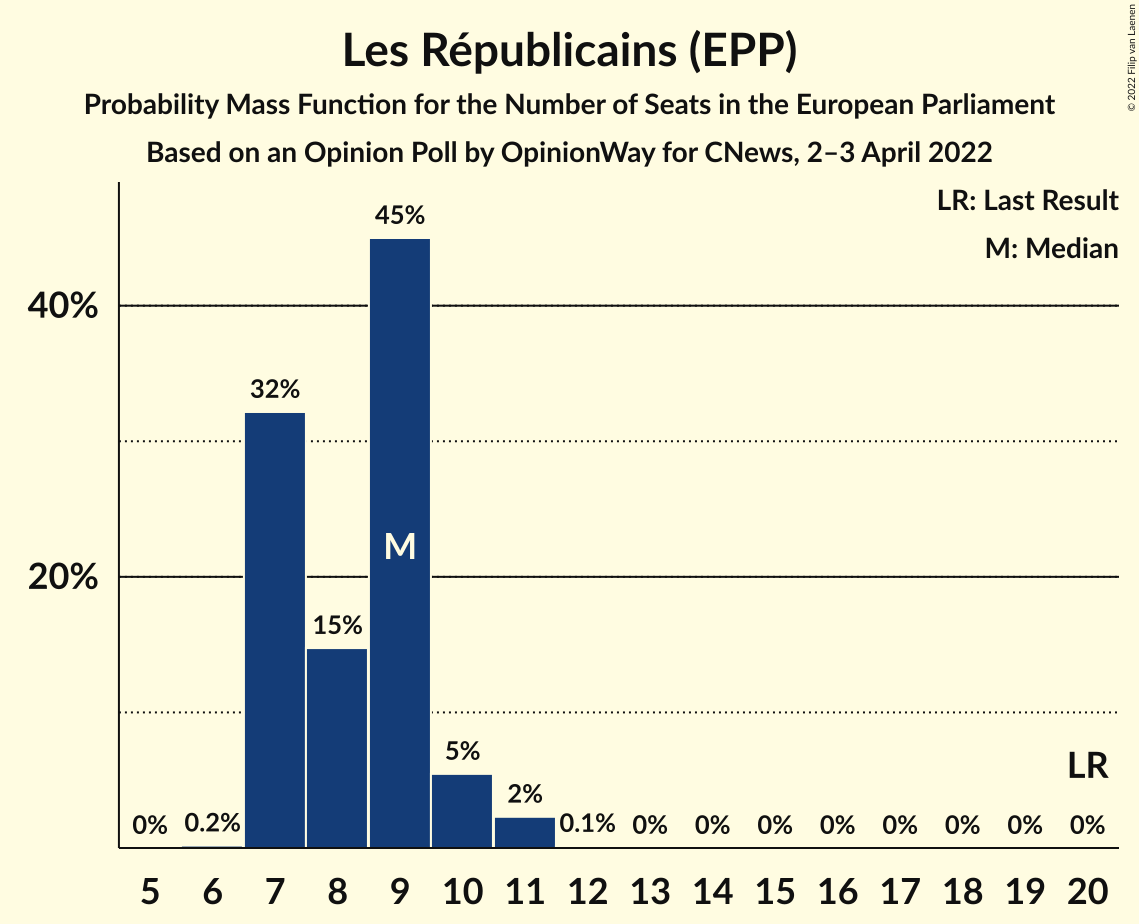 Les Républicains (EPP)
Probability Mass Function for the Number of Seats in the European Parliament
Based on an Opinion Poll by OpinionWay for CNews, 2–3 April 2022
© 2022 Filip van Laenen
LR: Last Result
M: Median
45%
40%
32%
M
20%
15%
5%
LR
2%
0% 0.2% 0.1% 0% 0% 0% 0% 0% 0% 0% 0%
5 6 7 8 9 10 11 12 13 14 15 16 17 18 19 20